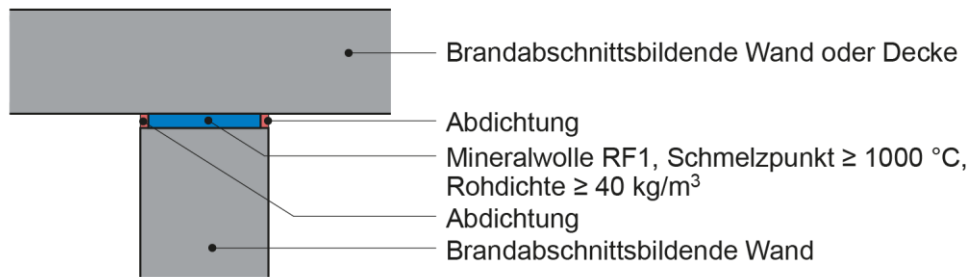 Brandabschnittsbildende Wand oder Decke
Abdichtung
Mineralwolle RF1, Schmelzpunkt ≥ 1000 °C,
Rohdichte ≥ 40 kg/m³
Abdichtung
Brandabschnittsbildende Wand